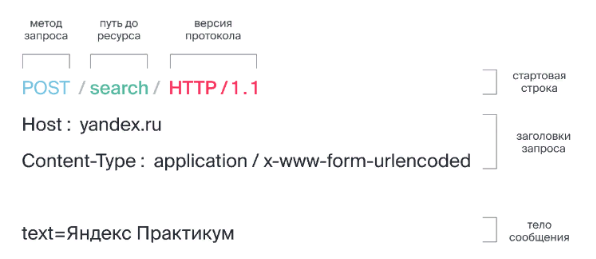 метод запроса
путь до ресурса
версия протокола
POST /search/ HTTP/1.1
стартовая строка
Host : yandex.ru
Content-Type : application / x-www-form-urlencoded
заголовки запроса
text=Яндекс Практикум
тело сообщения